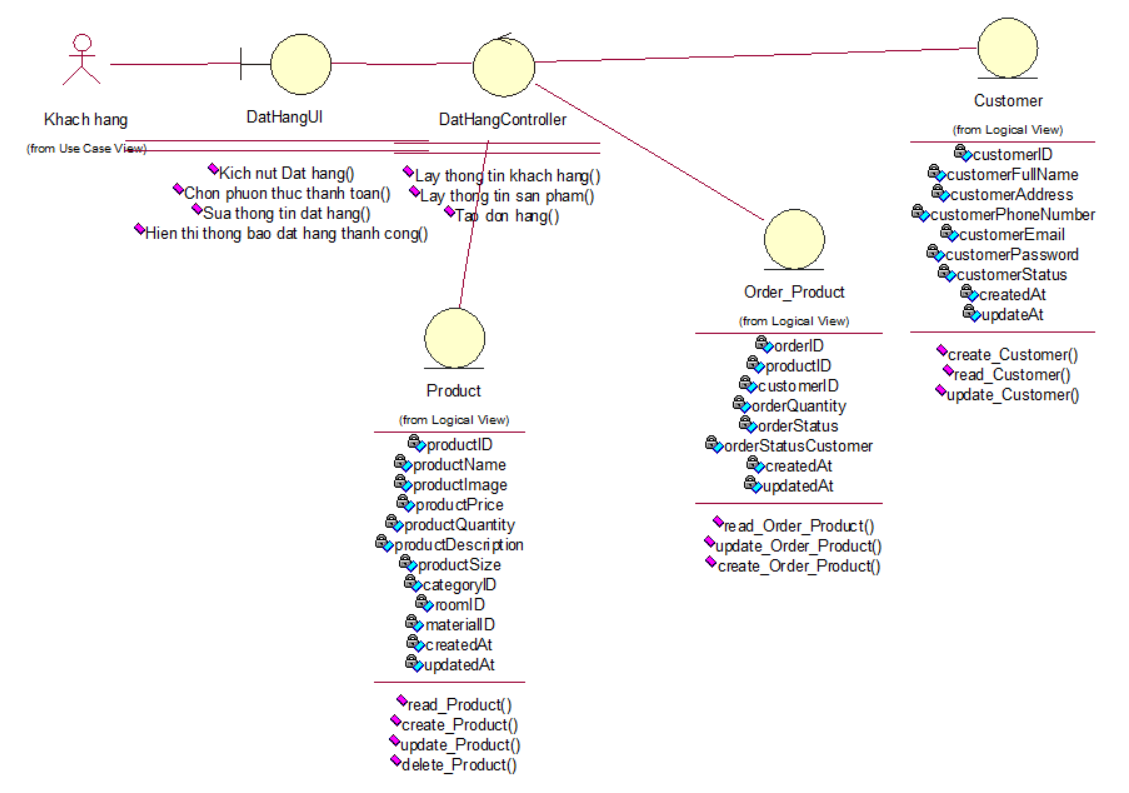 Khach hang
(from Use Case View)
DatHangUI
Kich nut Dat hang()
Chon phuon thuc thanh toan()
Sua thong tin dat hang()
Hien thi thong bao dat hang thanh cong()
DatHangController
Lay thong tin khach hang()
Lay thong tin san pham()
Tao don hang()
Customer
(from Logical View)
customerID
customerFullName
customerAddress
customerPhoneNumber
customerEmail
customerPassword
customerStatus
createdAt
updateAt
create_Customer()
read_Customer()
update_Customer()
Order_Product
(from Logical View)
orderID
productID
customerID
orderQuantity
orderStatus
orderStatusCustomer
createdAt
updatedAt
read_Order_Product()
update_Order_Product()
create_Order_Product()
Product
(from Logical View)
productID
productName
productImage
productPrice
productQuantity
productDescription
productSize
categoryID
roomID
materialID
createdAt
updatedAt
read_Product()
create_Product()
update_Product()
delete_Product()